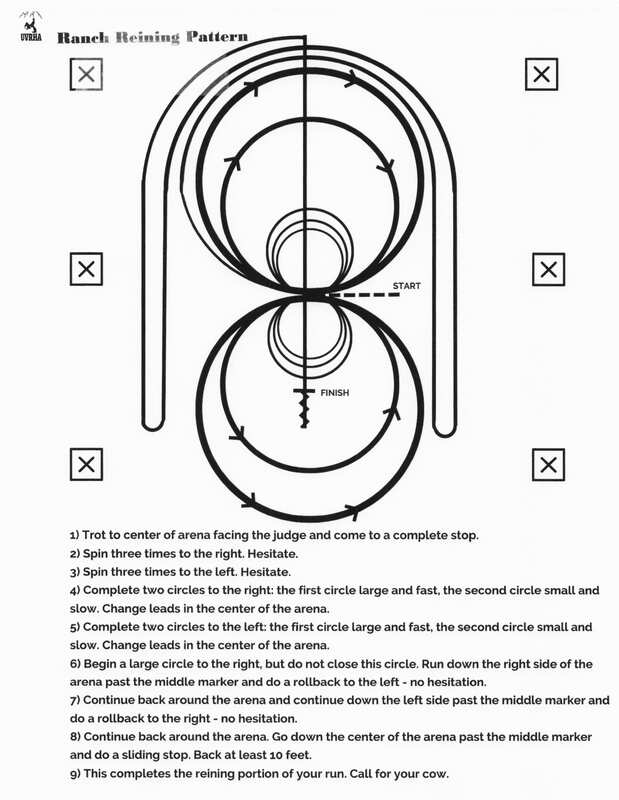 UVRHA
Ranch Reining Pattern
START
FINISH
1) Trot to center of arena facing the judge and come to a complete stop.
2) Spin three times to the right. Hesitate.
3) Spin three times to the left. Hesitate.
4) Complete two circles to the right: the first circle large and fast, the second circle small and
slow. Change leads in the center of the arena.
5) Complete two circles to the left: the first circle large and fast, the second circle small and
slow. Change leads in the center of the arena.
6) Begin a large circle to the right, but do not close this circle. Run down the right side of the
arena past the middle marker and do a rollback to the left - no hesitation.
7) Continue back around the arena and continue down the left side past the middle marker and
do a rollback to the right - no hesitation.
8) Continue back around the arena. Go down the center of the arena past the middle marker
and do a sliding stop. Back at least 10 feet.
9) This completes the reining portion of your run. Call for your cow.